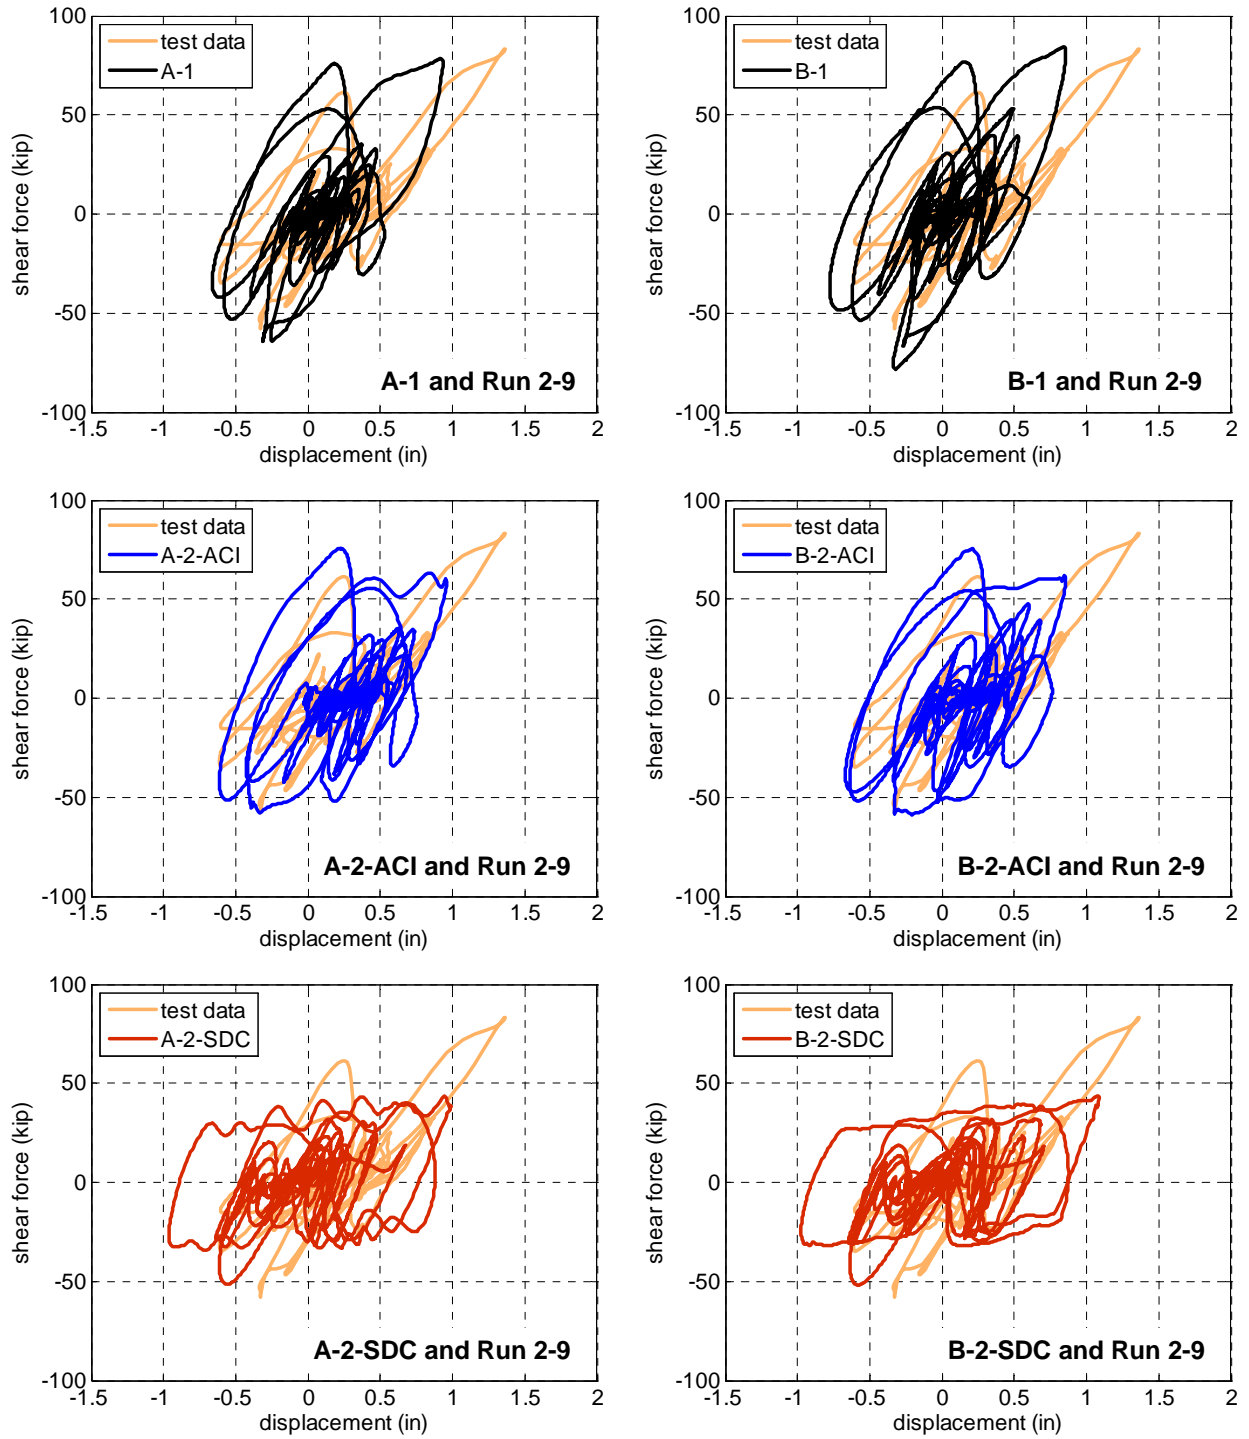 100
50
0
-50
-100
shear force (kip)
test data
A-1
A-1 and Run 2-9
-1.5 -1 -0.5 0 0.5 1 1.5 2
displacement (in)
100
50
0
-50
-100
shear force (kip)
test data
B-1
B-1 and Run 2-9
-1.5 -1 -0.5 0 0.5 1 1.5 2
displacement (in)
100
50
0
-50
-100
shear force (kip)
test data
A-2-ACI
A-2-ACI and Run 2-9
-1.5 -1 -0.5 0 0.5 1 1.5 2
displacement (in)
100
50
0
-50
-100
shear force (kip)
test data
B-2-ACI
B-2-ACI and Run 2-9
-1.5 -1 -0.5 0 0.5 1 1.5 2
displacement (in)
100
50
0
-50
-100
shear force (kip)
test data
A-2-SDC
A-2-SDC and Run 2-9
-1.5 -1 -0.5 0 0.5 1 1.5 2
displacement (in)
100
50
0
-50
-100
shear force (kip)
test data
B-2-SDC
B-2-SDC and Run 2-9
-1.5 -1 -0.5 0 0.5 1 1.5 2
displacement (in)